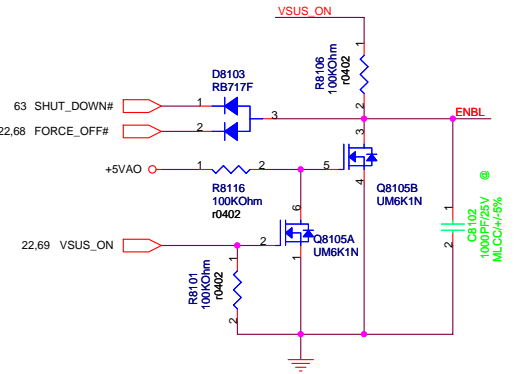 VSUS_ON
1
R8106
100KOhm
r0402
2
D8103
RB717F
63 SHUT_DOWN#
1
3
ENBL
22,68 FORCE_OFF#
2
3
+5VAO
1
2
5
R8116
100KOhm
r0402
4
Q8105B
UM6K1N
@
C8102
1000PF/25V
MLCC/+/-5%
1
2
6
22,69 VSUS_ON
2
Q8105A
UM6K1N
1
R8101
100KOhm
r0402
1
2